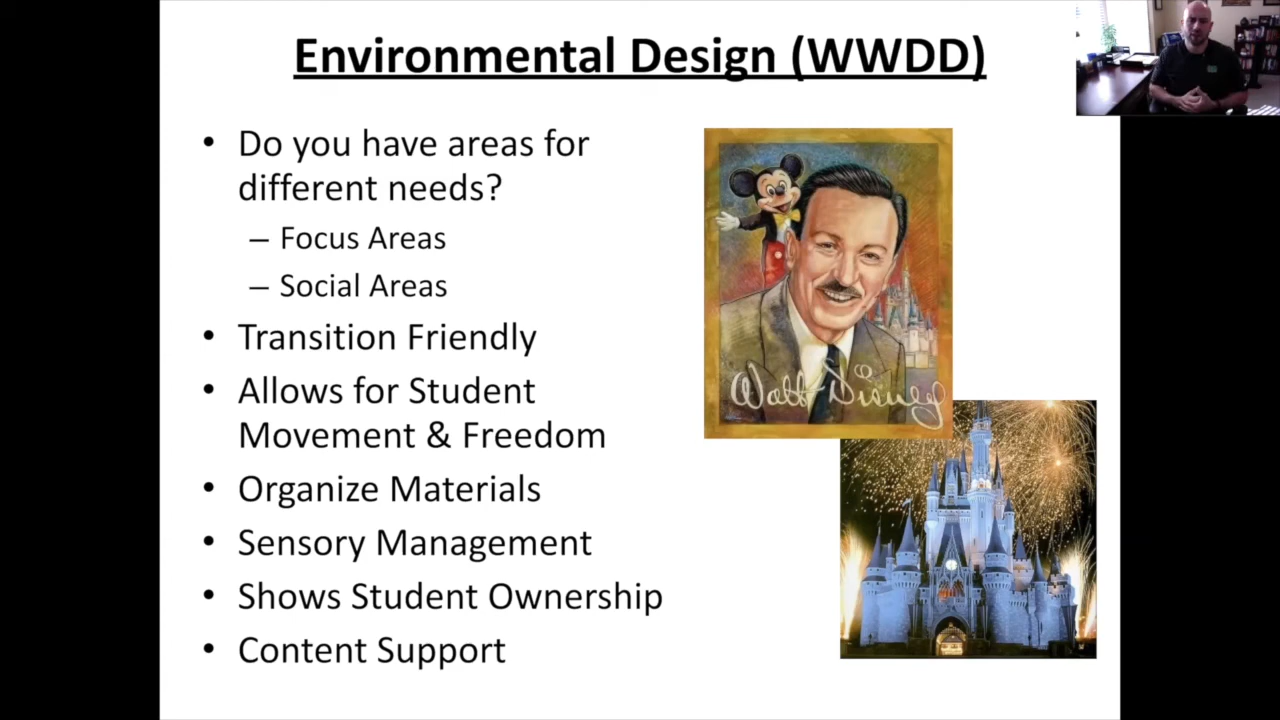 Environmental Design (WWDD)
• Do you have areas for
different needs?
– Focus Areas
– Social Areas
• Transition Friendly
• Allows for Student
Movement & Freedom
• Organize Materials
• Sensory Management
• Shows Student Ownership
• Content Support
Walt Disney